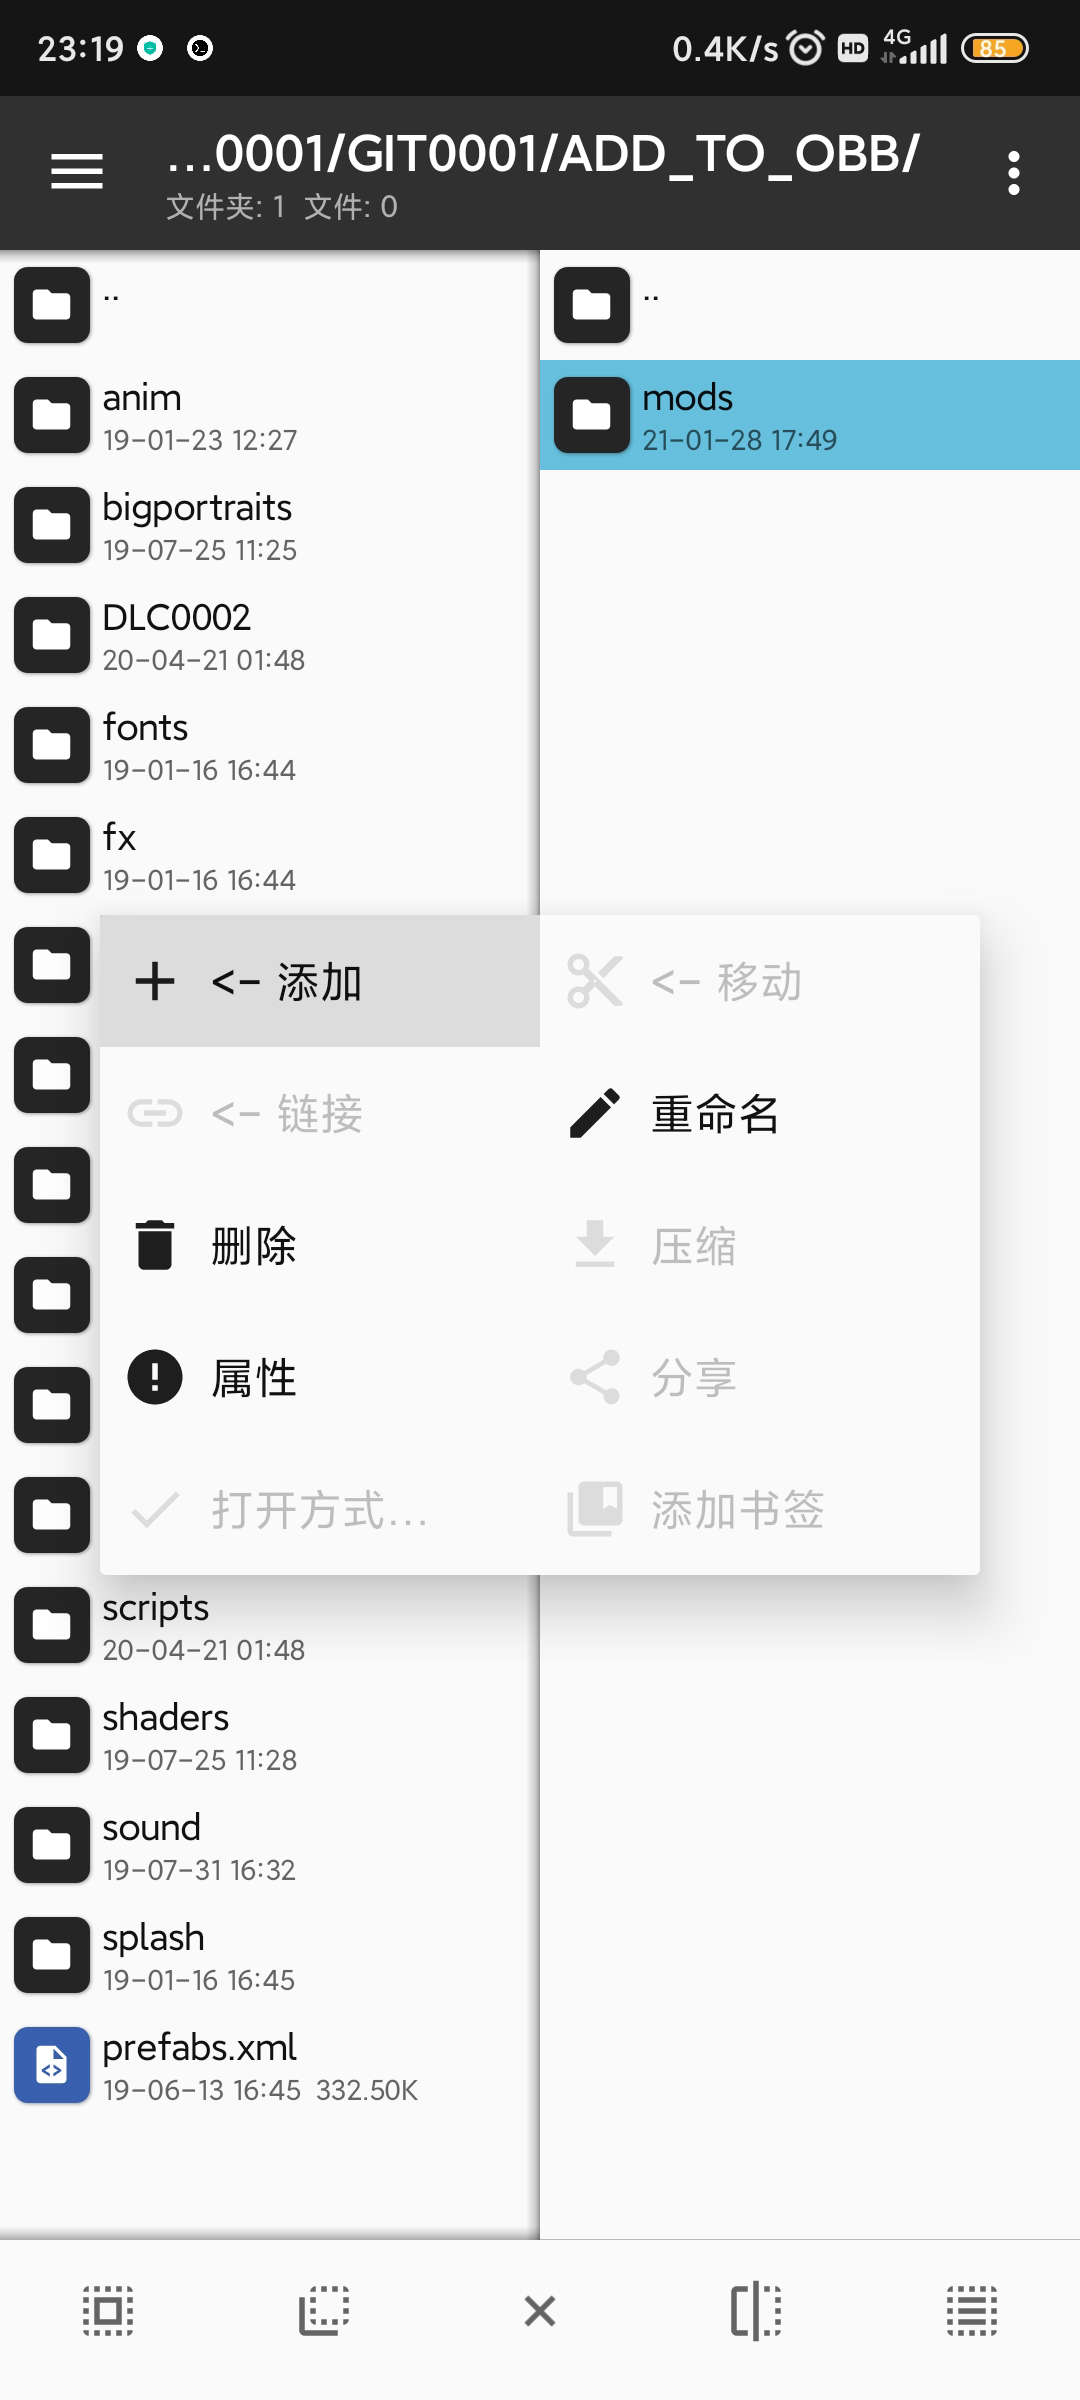 23:19
0.4K/s HD 4G 85
...0001/GIT0001/ADD_TO_OBB/
文件夹: 1 文件: 0
..
anim
19-01-23 12:27
bigportraits
19-07-25 11:25
DLC0002
20-04-21 01:48
fonts
19-01-16 16:44
fx
19-01-16 16:44
..
mods
21-01-28 17:49
<- 添加
<- 移动
<- 链接
重命名
删除
压缩
属性
分享
打开方式...
添加书签
scripts
20-04-21 01:48
shaders
19-07-25 11:28
sound
19-07-31 16:32
splash
19-01-16 16:45
prefabs.xml
19-06-13 16:45 332.50K